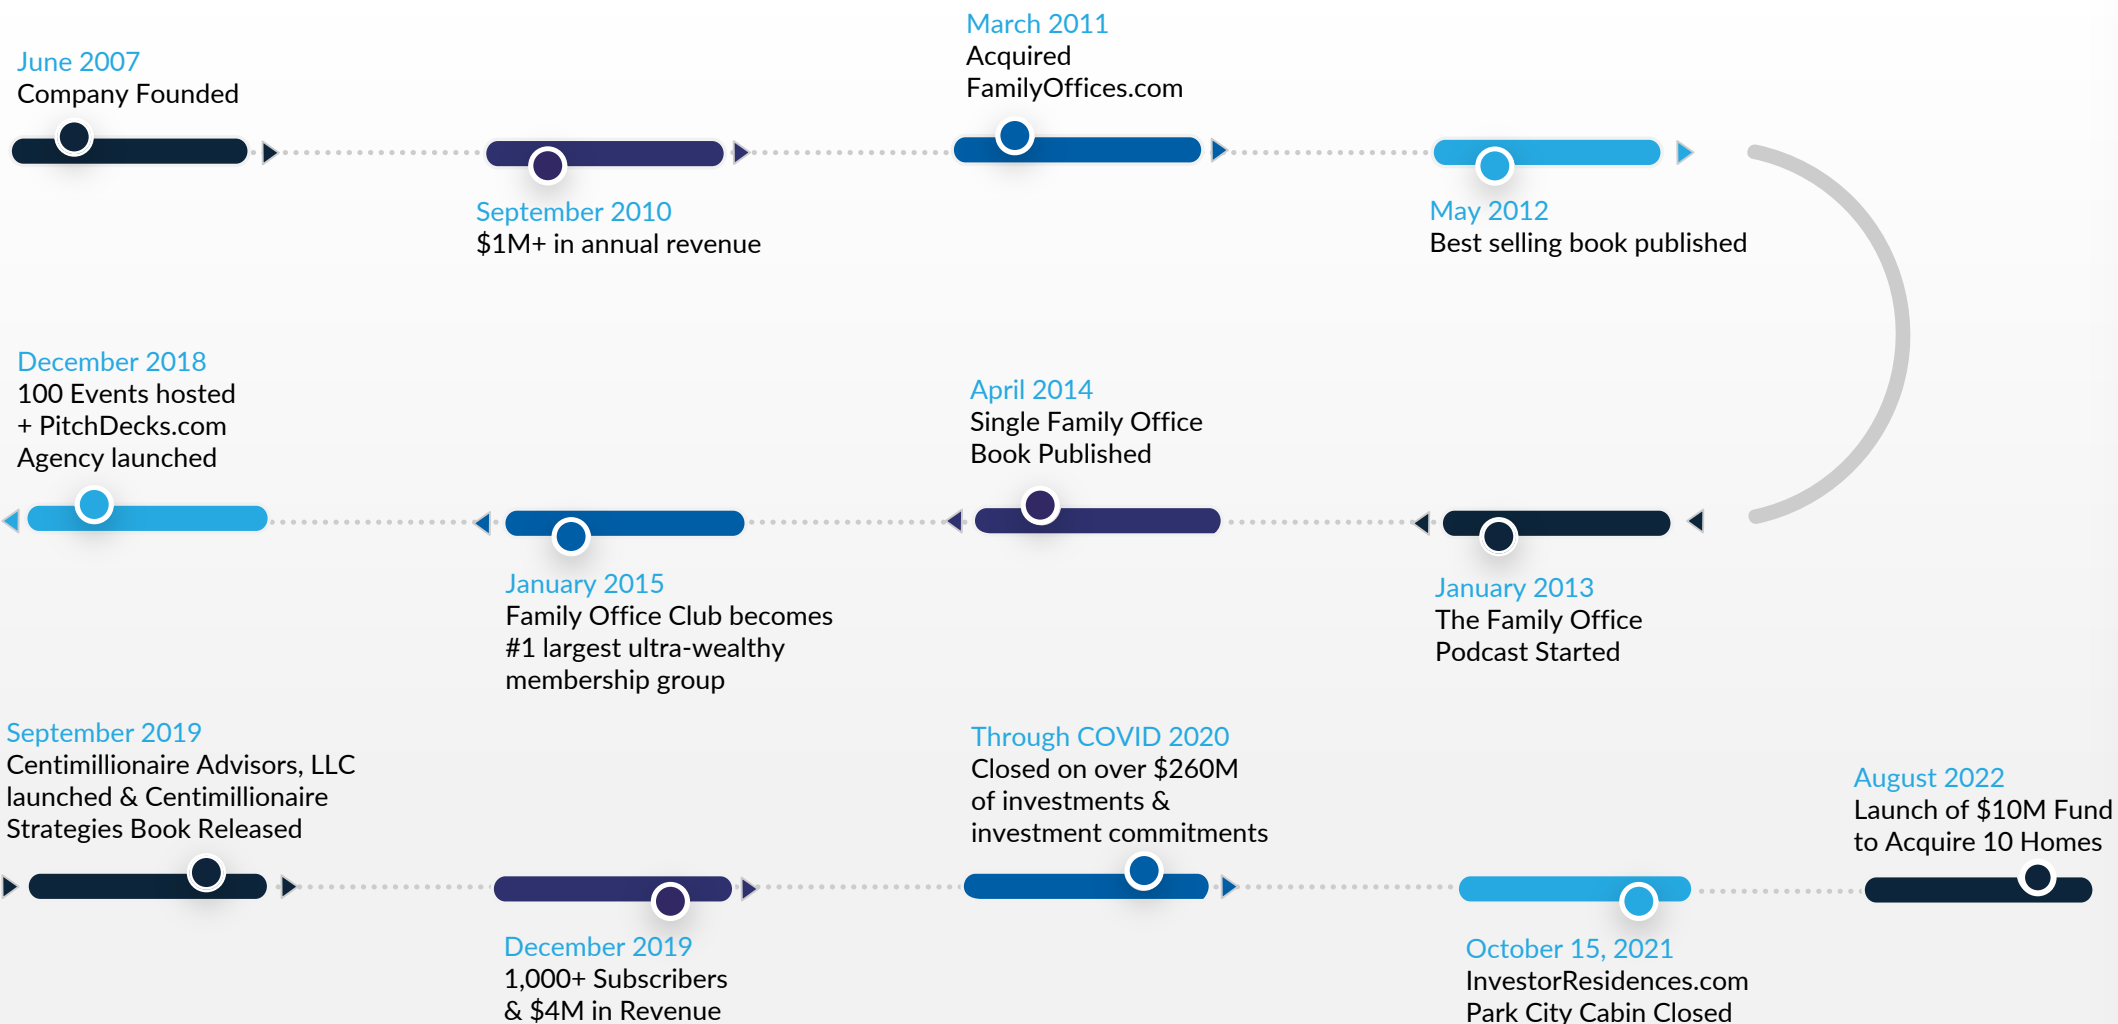 June 2007
Company Founded
September 2010
$1M+ in annual revenue
March 2011
Acquired
FamilyOffices.com
May 2012
Best selling book published
January 2013
The Family Office
Podcast Started
April 2014
Single Family Office
Book Published
January 2015
Family Office Club becomes
#1 largest ultra-wealthy
membership group
December 2018
100 Events hosted
+ PitchDecks.com
Agency launched
September 2019
Centimillionaire Advisors, LLC
launched & Centimillionaire
Strategies Book Released
December 2019
1,000+ Subscribers
& $4M in Revenue
Through COVID 2020
Closed on over $260M
of investments &
investment commitments
October 15, 2021
InvestorResidences.com
Park City Cabin Closed
August 2022
Launch of $10M Fund
to Acquire 10 Homes